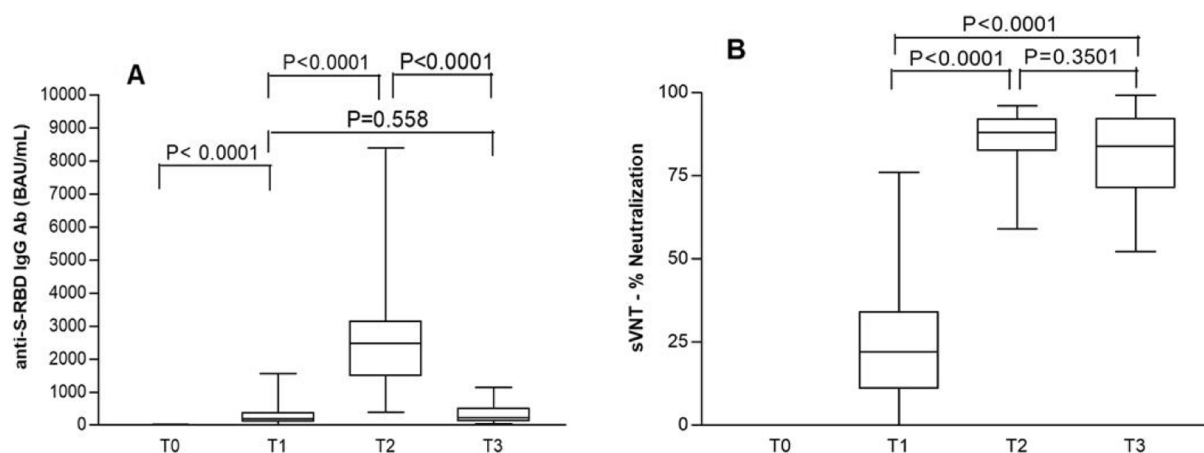 A
P<0.0001
P<0.0001
P=0.558
P< 0.0001
anti-S-RBD IgG Ab (BAU/mL)
10000
9000
8000
7000
6000
5000
4000
3000
2000
1000
0
T0 T1 T2 T3
B
P<0.0001
P<0.0001
P=0.3501
sVNT - % Neutralization
100
75
50
25
0
T0 T1 T2 T3